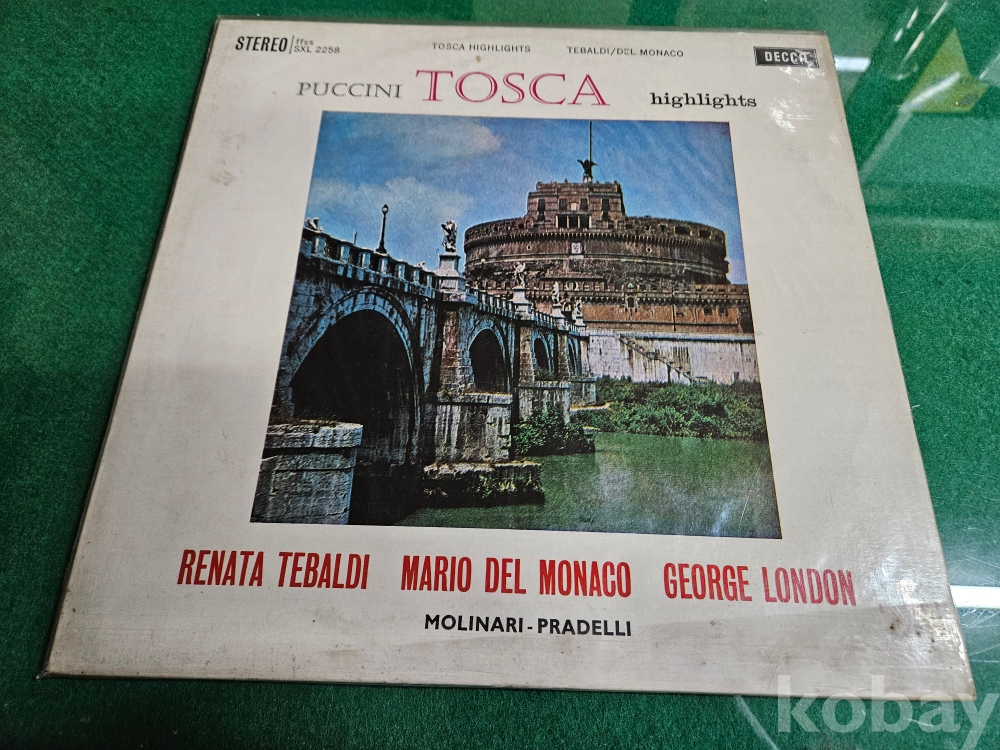 STEREO ffss SXL 2258 TOSCA HIGHLIGHTS TEBALDI/DEL MONACO DECCA
PUCCINI TOSCA highlights
RENATA TEBALDI MARIO DEL MONACO GEORGE LONDON
MOLINARI-PRADELLI
kobay